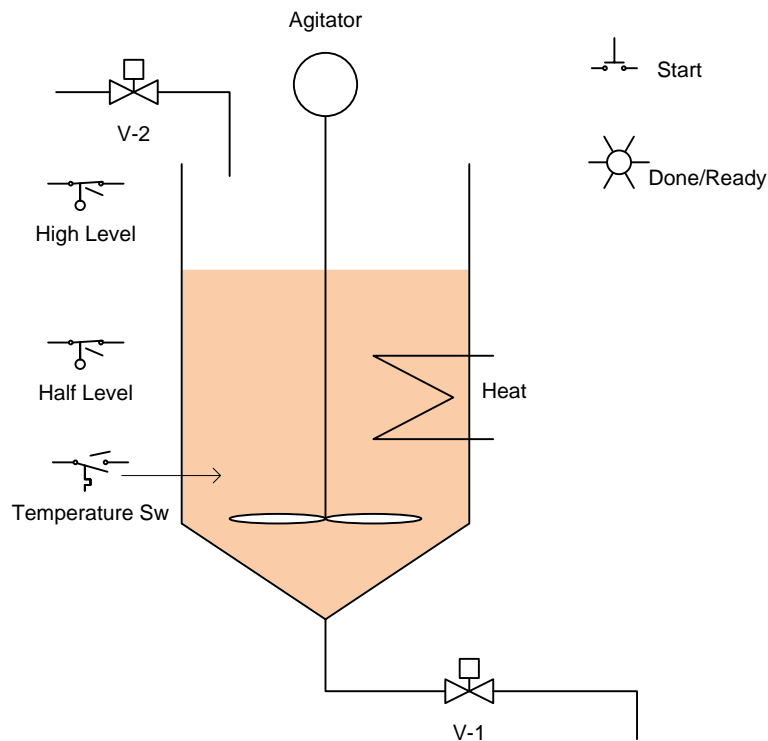 Agitator
Start
V-2
Done/Ready
High Level
Half Level
Heat
Temperature Sw
V-1